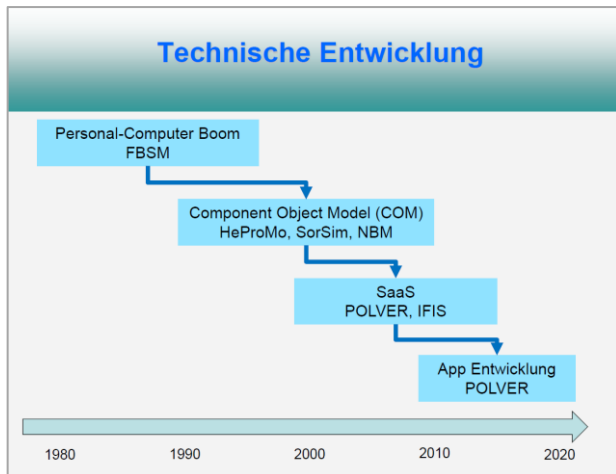 Technische Entwicklung
Personal-Computer Boom
FBSM
Component Object Model (COM)
HeProMo, SorSim, NBM
SaaS
POLVER, IFIS
App Entwicklung
POLVER
1980 1990 2000 2010 2020